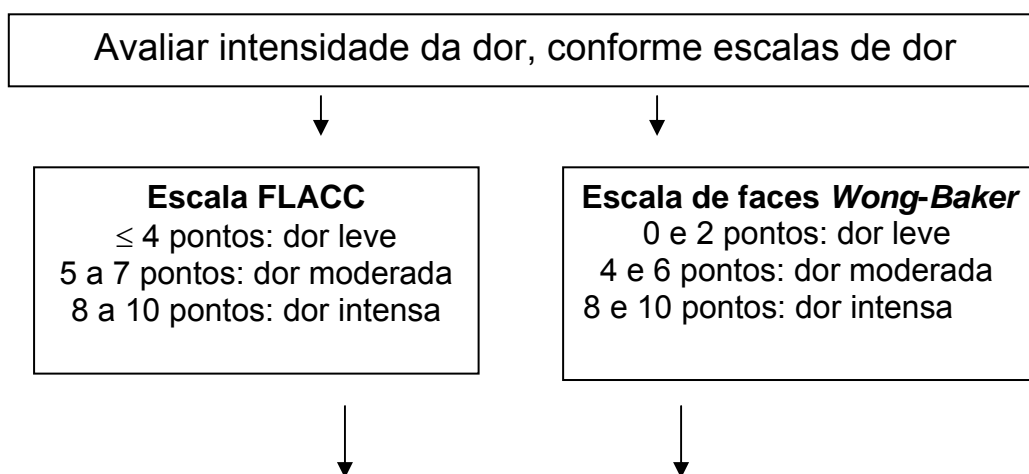 Avaliar intensidade da dor, conforme escalas de dor
Escala FLACC
≤ 4 pontos: dor leve
5 a 7 pontos: dor moderada
8 a 10 pontos: dor intensa
Escala de faces Wong-Baker
0 e 2 pontos: dor leve
4 e 6 pontos: dor moderada
8 e 10 pontos: dor intensa